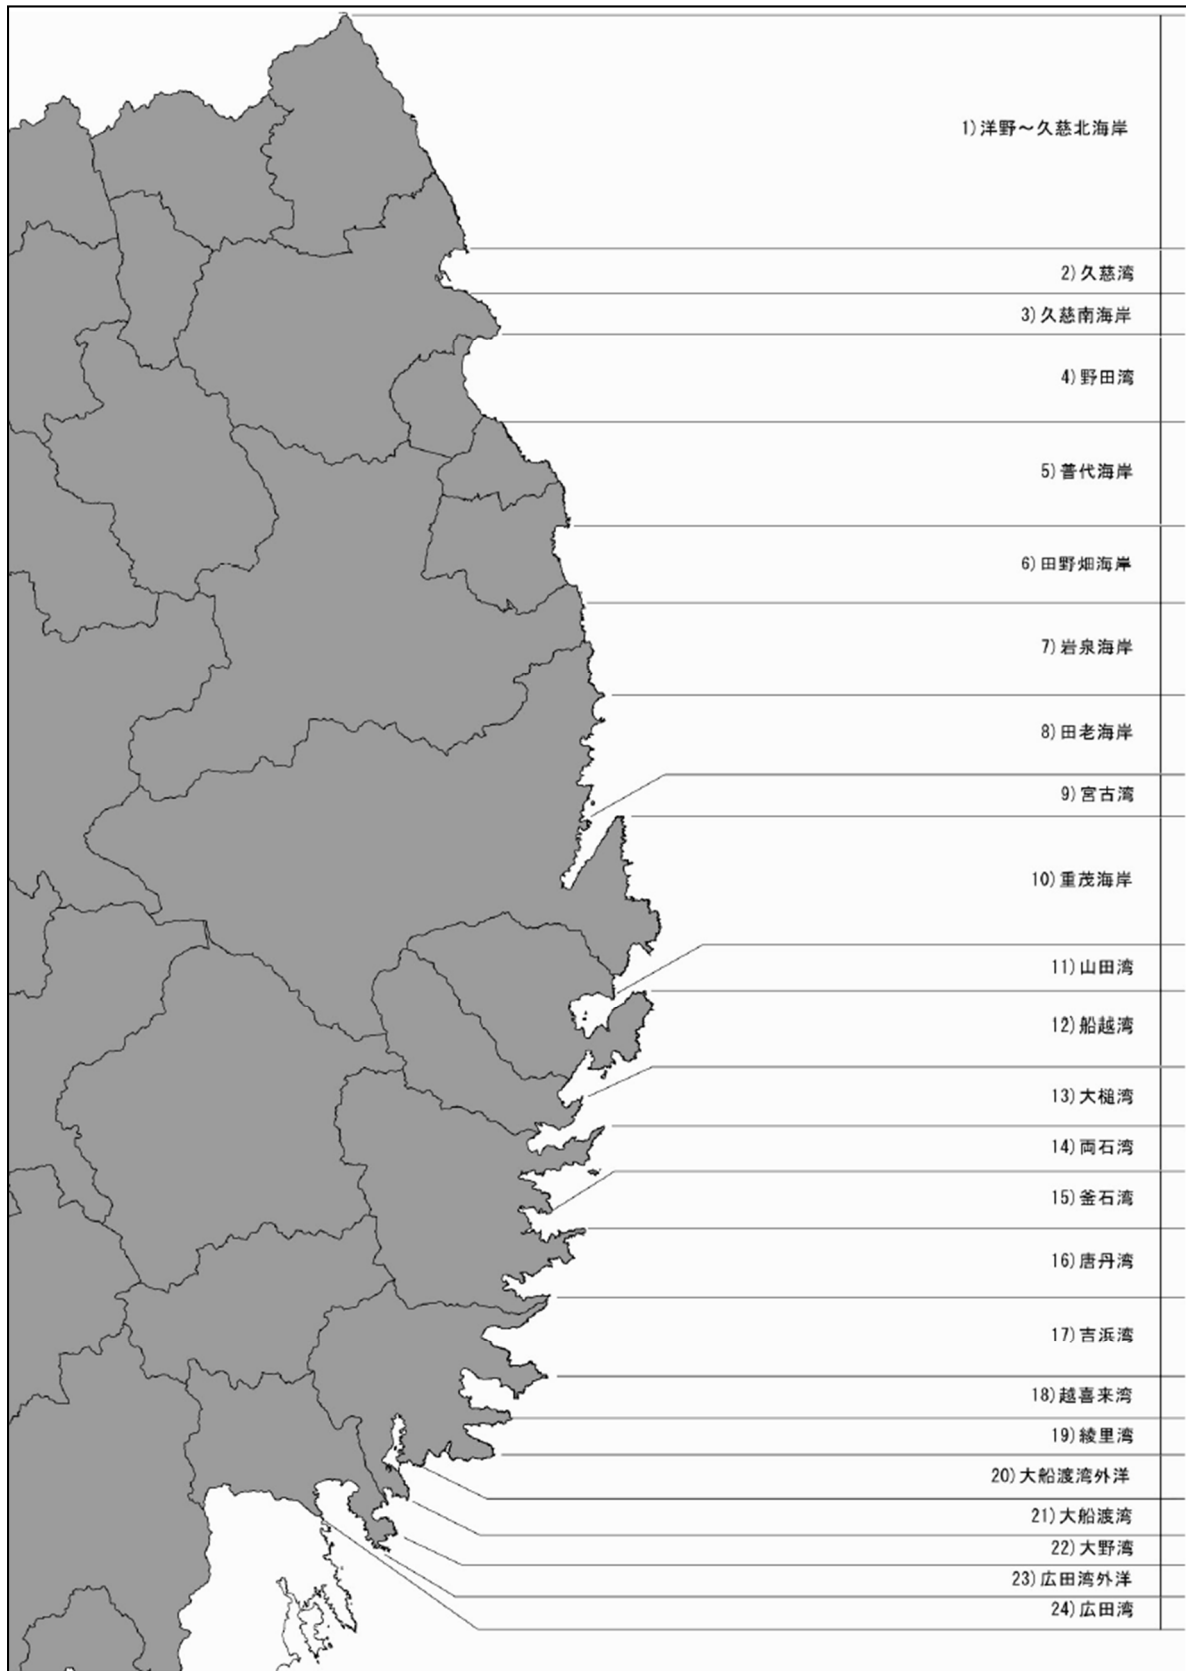 1)洋野～久慈北海岸
2)久慈湾
3)久慈南海岸
4)野田湾
5)普代海岸
6)田野畑海岸
7)岩泉海岸
8)田老海岸
9)宮古湾
10)重茂海岸
11)山田湾
12)船越湾
13)大槌湾
14)両石湾
15)釜石湾
16)唐丹湾
17)吉浜湾
18)越喜来湾
19)綾里湾
20)大船渡湾外洋
21)大船渡湾
22)大野湾
23)広田湾外洋
24)広田湾